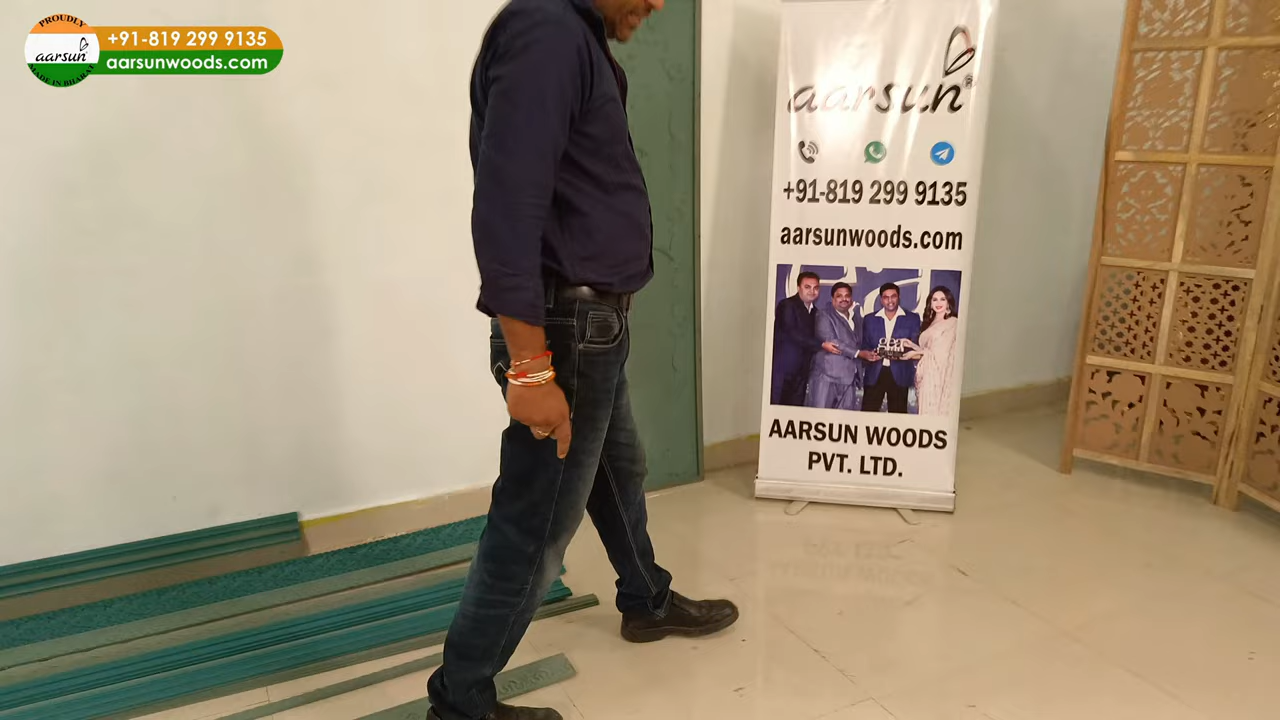 PROUDLY
aarsun
MADE IN BHARAT
+91-819 299 9135
aarsunwoods.com
aarsun®
+91-819 299 9135
aarsunwoods.com
AARSUN WOODS
PVT. LTD.